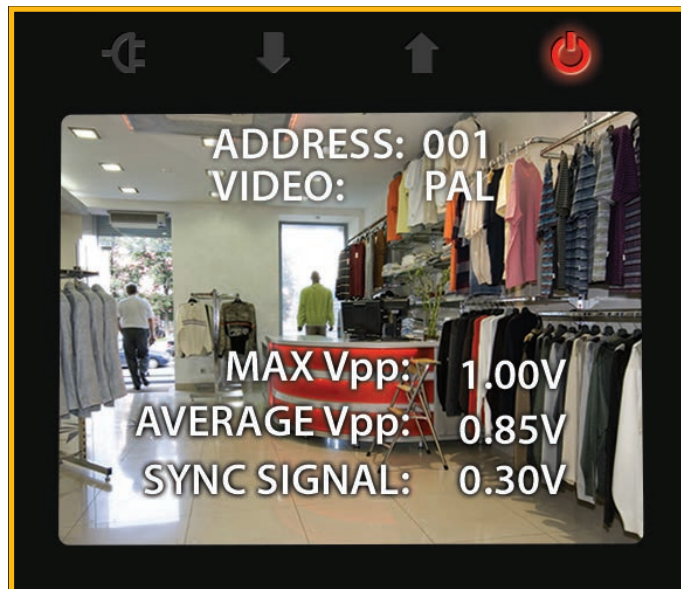 ADDRESS: 001
VIDEO: PAL
MAX Vpp: 1.00V
AVERAGE Vpp: 0.85V
SYNC SIGNAL: 0.30V